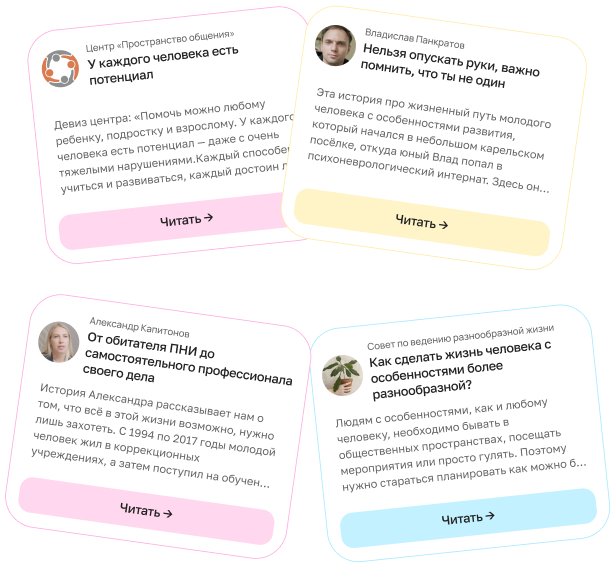 Центр «Пространство общения»
У каждого человека есть
потенциал
Девиз центра: «Помочь можно любому
ребенку, подростку и взрослому. У каждого
человека есть потенциал — даже с очень
тяжелыми нарушениями.Каждый способен
учиться и развиваться, каждый достоин
Читать →
Владислав Панкратов
Нельзя опускать руки, важно
помнить, что ты не один
Эта история про жизненный путь молодого
человека с особенностями развития,
который начался в небольшом карельском
посёлке, откуда юный Влад попал в
психоневрологический интернат. Здесь он...
Читать →
Александр Капитонов
От обитателя ПНИ до
самостоятельного профессионала
своего дела
История Александра рассказывает нам о
том, что всё в этой жизни возможно, нужно
лишь захотеть. С 1994 по 2017 годы молодой
человек жил в коррекционных
учреждениях, а затем поступил на обучен...
Читать →
Совет по ведению разнообразной жизни
Как сделать жизнь человека с
особенностями более
разнообразной?
Людям с особенностями, как и любому
человеку, необходимо бывать в
общественных пространствах, посещать
мероприятия или просто гулять. Поэтому
нужно стараться планировать как можно б...
Читать →